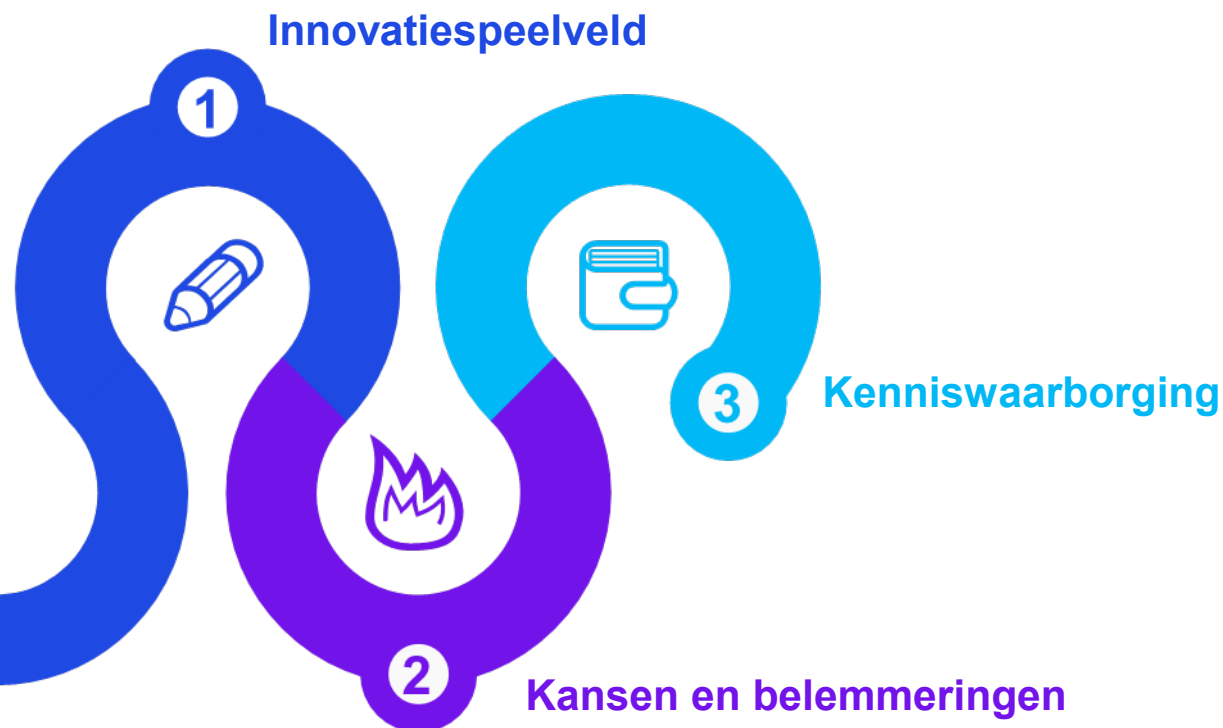 Innovatiespeelveld
1
3
Kenniswaarborging
2
Kansen en belemmeringen